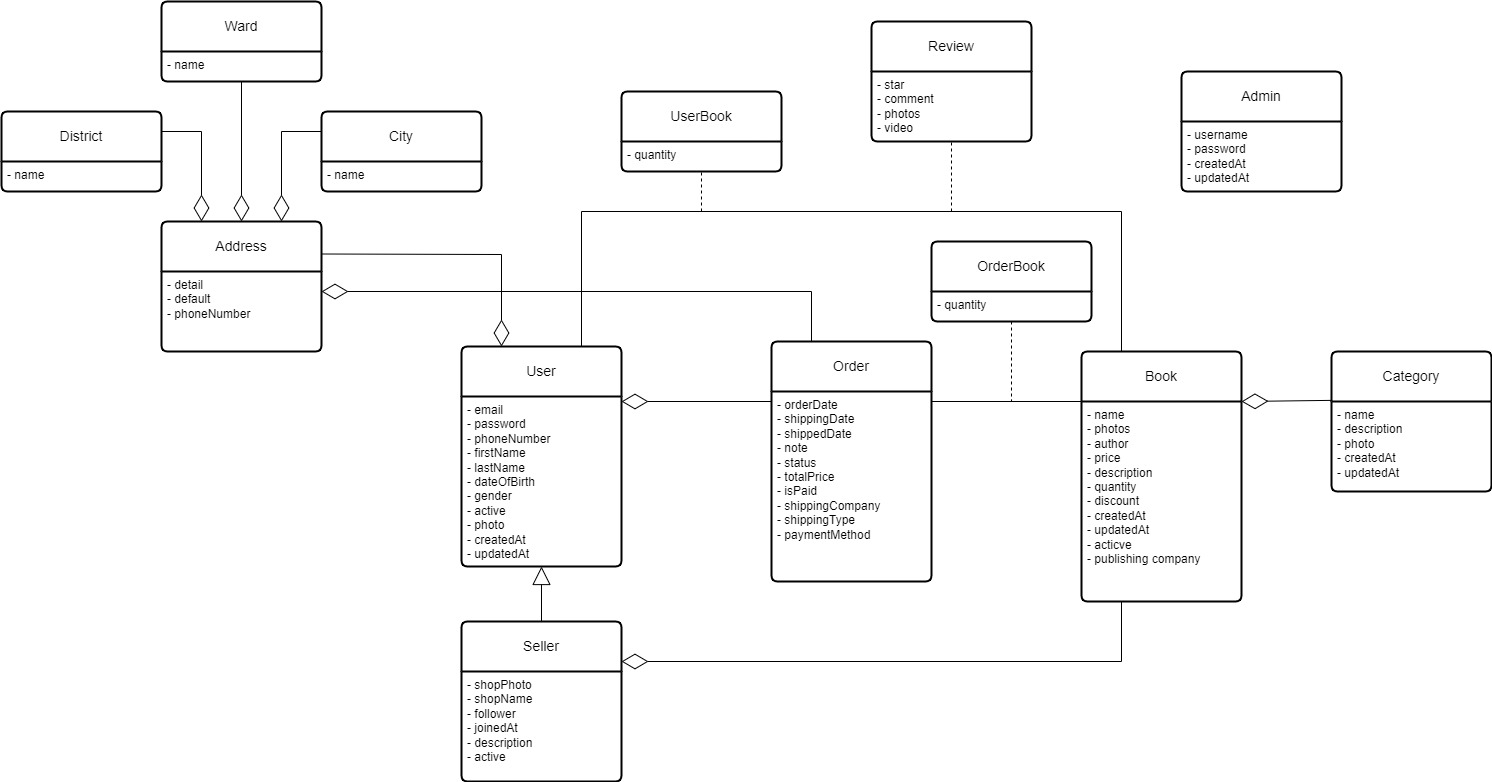 Ward
- name
District
- name
City
- name
Address
- detail
- default
- phoneNumber
UserBook
- quantity
Review
- star
- comment
- photos
- video
Admin
- username
- password
- createdAt
- updatedAt
OrderBook
- quantity
User
- email
- password
- phoneNumber
- firstName
- lastName
- dateOfBirth
- gender
- active
- photo
- createdAt
- updatedAt
Order
- orderDate
- shippingDate
- shippedDate
- note
- status
- totalPrice
- isPaid
- shippingCompany
- shippingType
- paymentMethod
Book
- name
- photos
- author
- price
- description
- quantity
- discount
- createdAt
- updatedAt
- acticve
- publishing company
Category
- name
- description
- photo
- createdAt
- updatedAt
Seller
- shopPhoto
- shopName
- follower
- joinedAt
- description
- active